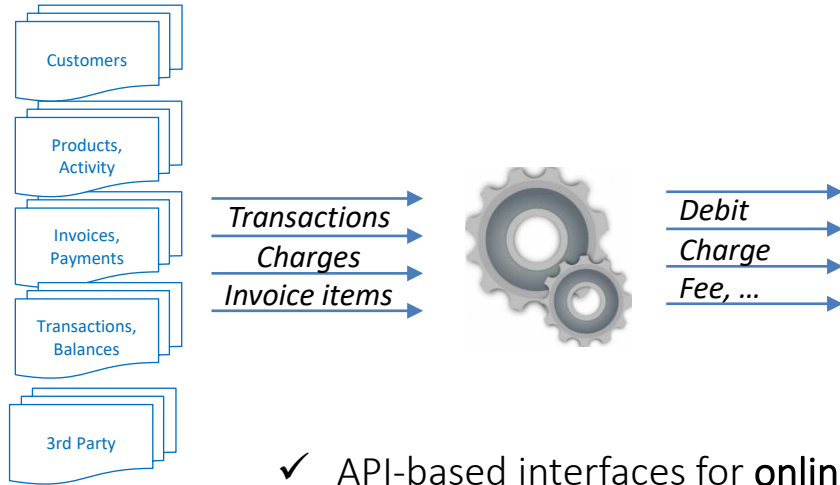 Customers
Products,
Activity
Invoices,
Payments
Transactions,
Balances
3rd Party
Transactions
Charges
Invoice items
Debit
Charge
Fee, ...
✓ API-based interfaces for